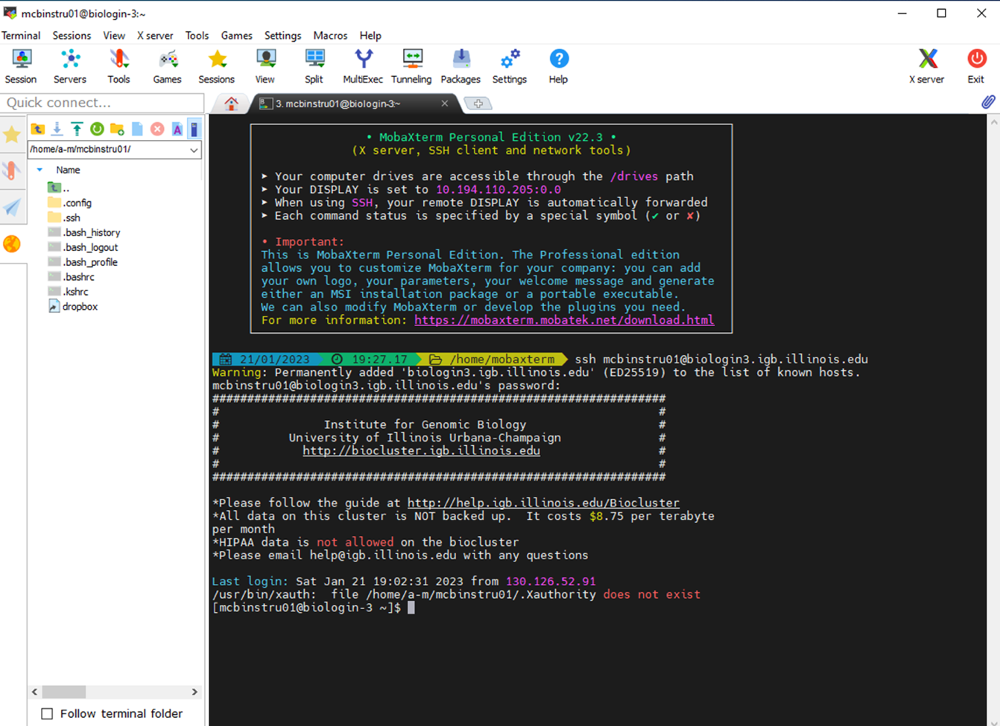 mcbinstru01@biologin-3:~
Terminal Sessions View X server Tools Games Settings Macros Help
Session Servers Tools Games Sessions View Split MultiExec Tunneling Packages Settings Help X server Exit
Quick connect...
3. mcbinstru01@biologin-3:~
/home/a-m/mcbinstru01/
Name
..
.config
.ssh
.bash_history
.bash_logout
.bash_profile
.bashrc
.kshrc
dropbox
Follow terminal folder
• MobaXterm Personal Edition v22.3 •
(X server, SSH client and network tools)
➤ Your computer drives are accessible through the /drives path
➤ Your DISPLAY is set to 10.194.110.205:0.0
➤ When using SSH, your remote DISPLAY is automatically forwarded
➤ Each command status is specified by a special symbol (✔ or ✘)
• Important:
This is MobaXterm Personal Edition. The Professional edition
allows you to customize MobaXterm for your company: you can add
your own logo, your parameters, your welcome message and generate
either an MSI installation package or a portable executable.
We can also modify MobaXterm or develop the plugins you need.
For more information: https://mobaxterm.mobatek.net/download.html
21/01/2023 19:27.17 /home/mobaxterm ssh mcbinstru01@biologin3.igb.illinois.edu
Warning: Permanently added 'biologin3.igb.illinois.edu' (ED25519) to the list of known hosts.
mcbinstru01@biologin3.igb.illinois.edu's password:
#################################################################
# #
# Institute for Genomic Biology #
# University of Illinois Urbana-Champaign #
# http://biocluster.igb.illinois.edu #
# #
#################################################################
*Please follow the guide at http://help.igb.illinois.edu/Biocluster
*All data on this cluster is NOT backed up.  It costs $8.75 per terabyte
per month
*HIPAA data is not allowed on the biocluster
*Please email help@igb.illinois.edu with any questions
Last login: Sat Jan 21 19:02:31 2023 from 130.126.52.91
/usr/bin/xauth:  file /home/a-m/mcbinstru01/.Xauthority does not exist
[mcbinstru01@biologin-3 ~]$